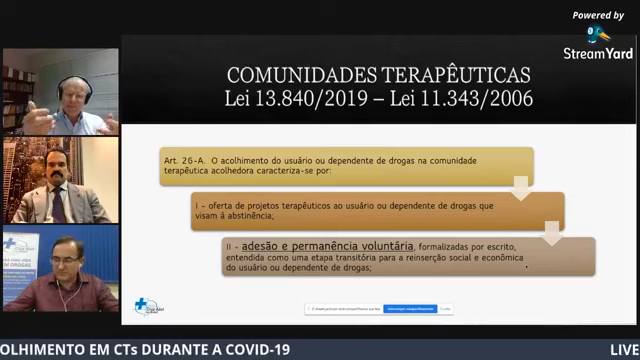 Powered by
StreamYard
COMUNIDADES TERAPÊUTICAS
Lei 13.840/2019 – Lei 11.343/2006
Art. 26-A. O acolhimento do usuário ou dependente de drogas na comunidade
terapêutica acolhedora caracteriza-se por:
I - oferta de projetos terapêuticos ao usuário ou dependente de drogas que
visam à abstinência;
II - adesão e permanência voluntária, formalizadas por escrito,
entendida como uma etapa transitória para a reinserção social e econômica
do usuário ou dependente de drogas;
Cruz Azul
OLHIMENTO EM CTs DURANTE A COVID-19
LIVE